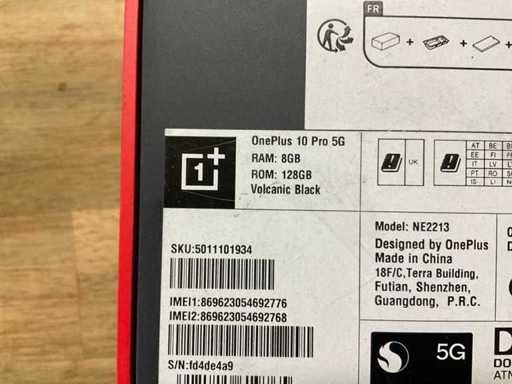 FR
OnePlus 10 Pro 5G
RAM: 8GB
ROM: 128GB
Volcanic Black
UK
AT BE
EE FI
IT LV
PT RO
IS LI
SKU:5011101934
IMEI1:869623054692776
IMEI2:869623054692768
S/N:fd4de4a9
Model: NE2213
Designed by OnePlus
Made in China
18F/C,Terra Building,
Futian, Shenzhen,
Guangdong, P.R.C.
5G